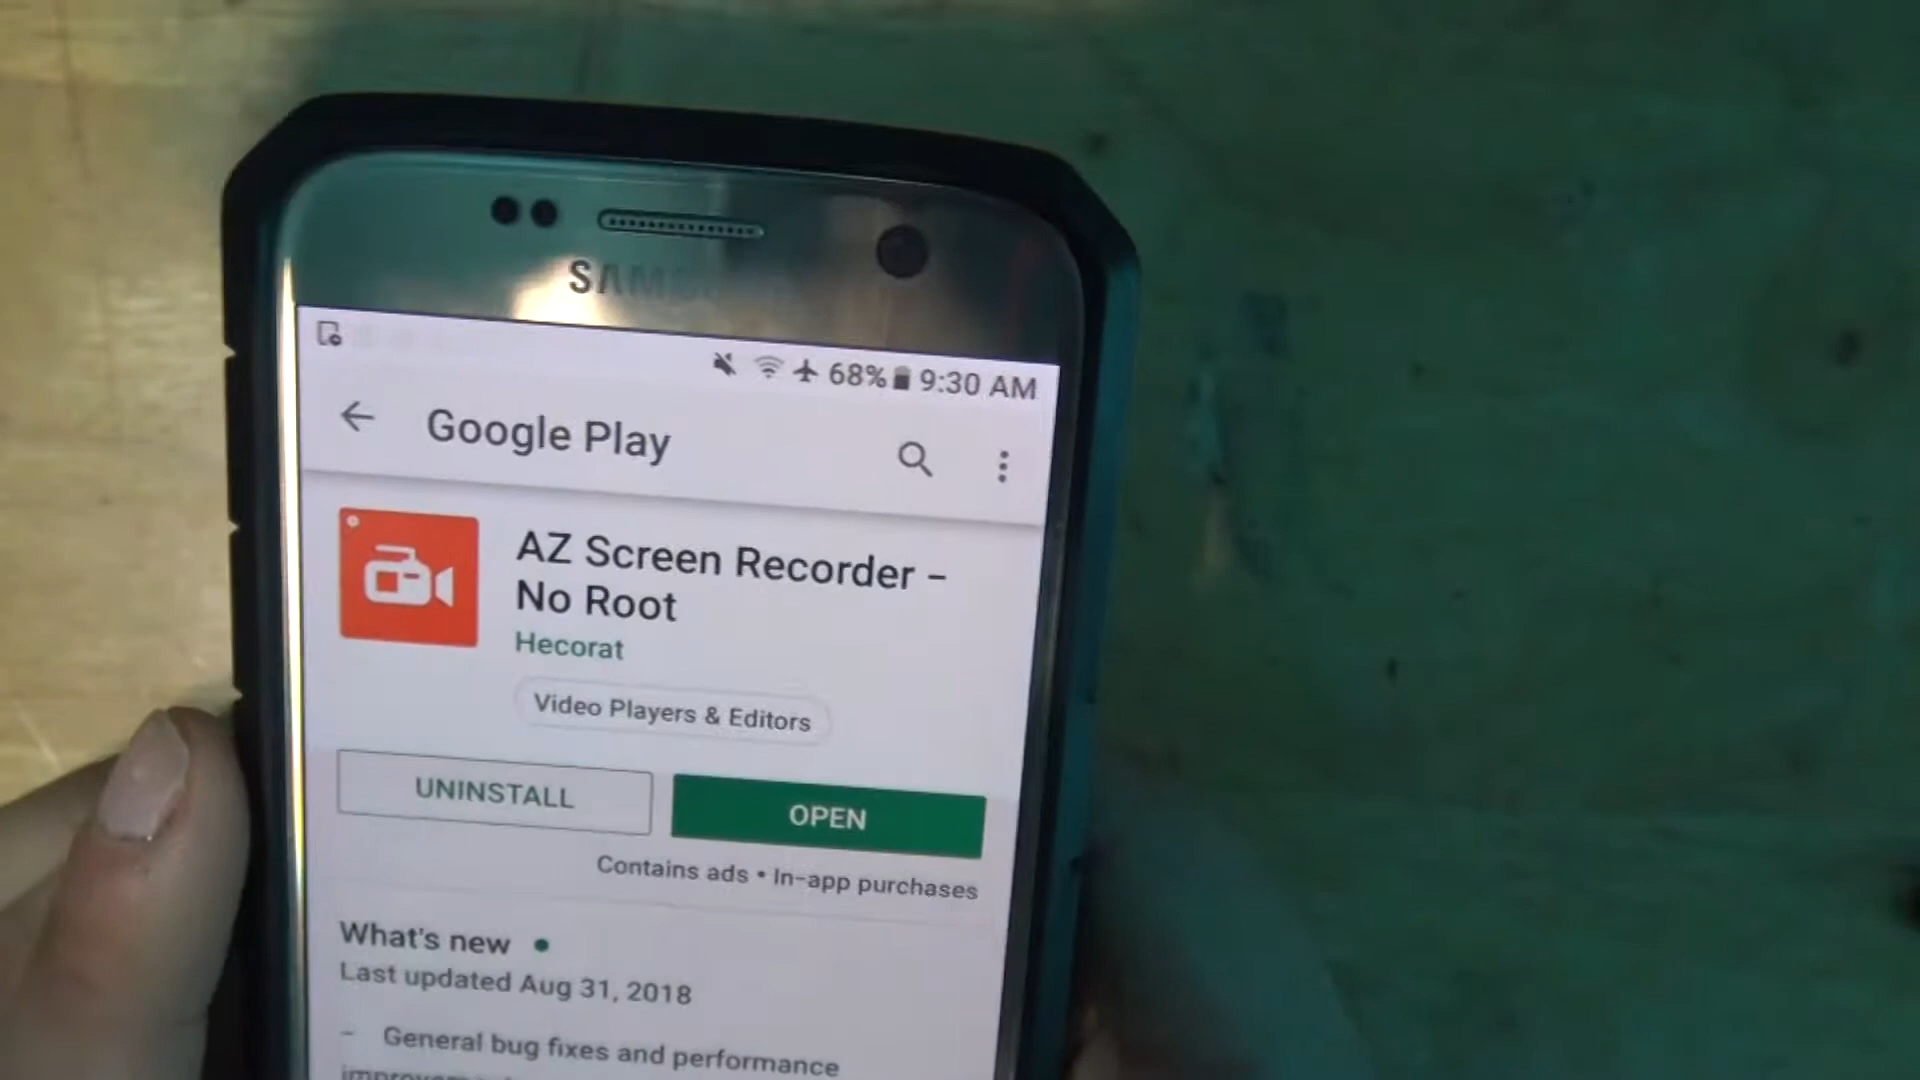 SAM
68% 9:30 AM
Google Play
AZ Screen Recorder -
No Root
Hecorat
Video Players & Editors
UNINSTALL
OPEN
Contains ads • In-app purchases
What's new
Last updated Aug 31, 2018
- General bug fixes and performance